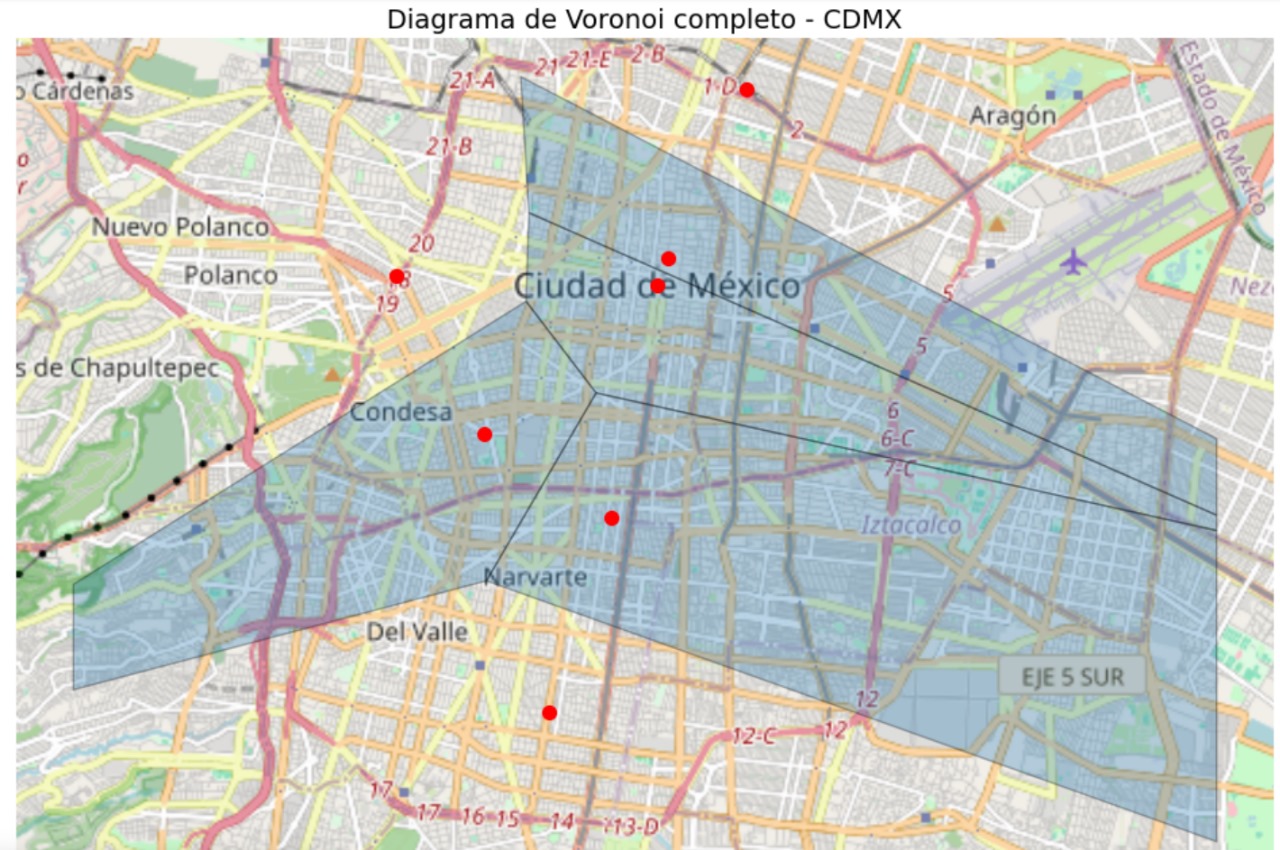 Diagrama de Voronoi completo - CDMX
21-A
21
21-E
2-B
1-D
o Cárdenas
Aragón
Estado de México
2
21-B
o
r
Nuevo Polanco
20
Polanco
19
Ciudad de México
5
Nez
5
s de Chapultepec
Condesa
6
6-C
7-C
Iztacalco
Narvarte
Del Valle
EJE 5 SUR
12
12-C
12
17
17
16
15
14
13-D